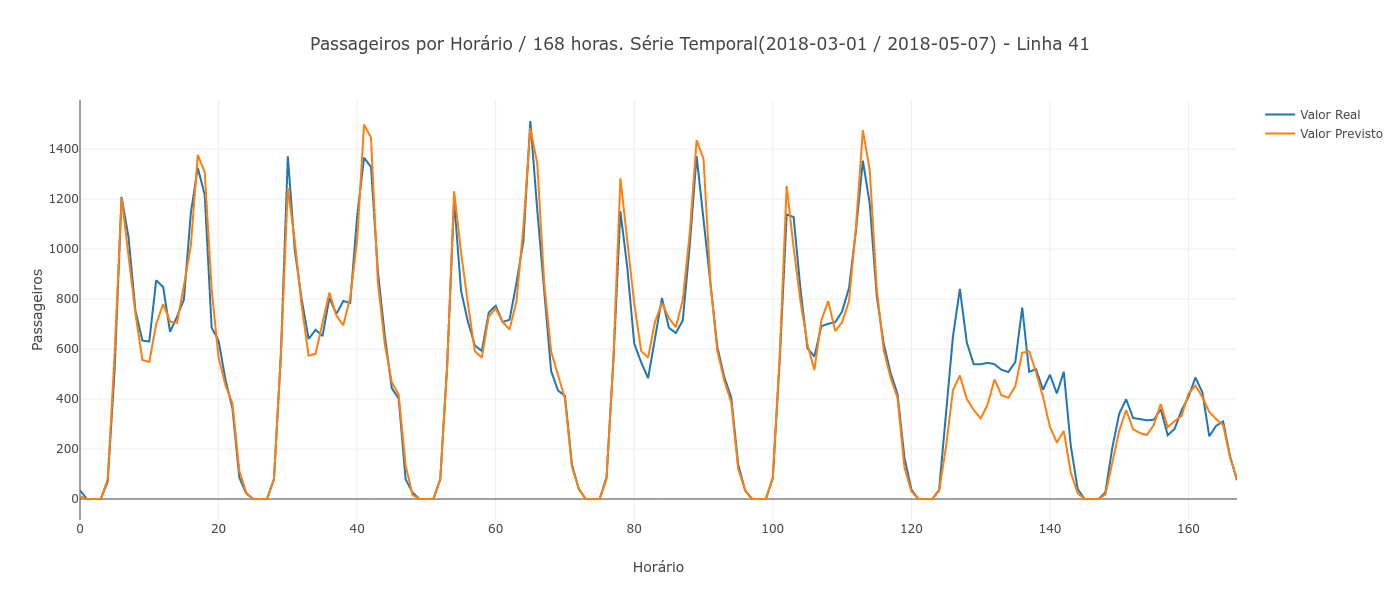 Passageiros por Horário / 168 horas. Série Temporal(2018-03-01 / 2018-05-07) - Linha 41
Valor Real
Valor Previsto
Passageiros
1400
1200
1000
800
600
400
200
0
0 20 40 60 80 100 120 140 160
Horário